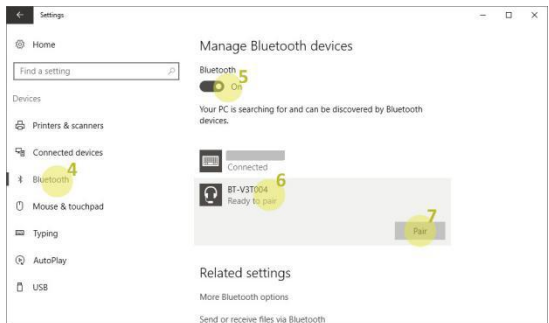 Settings
Home
Find a setting
Devices
Printers & scanners
Connected devices
4
Bluetooth
Mouse & touchpad
Typing
AutoPlay
USB
Manage Bluetooth devices
Bluetooth
5
On
Your PC is searching for and can be discovered by Bluetooth
devices.
Connected
6
BT-V3T004
Ready to pair
7
Pair
Related settings
More Bluetooth options
Send or receive files via Bluetooth